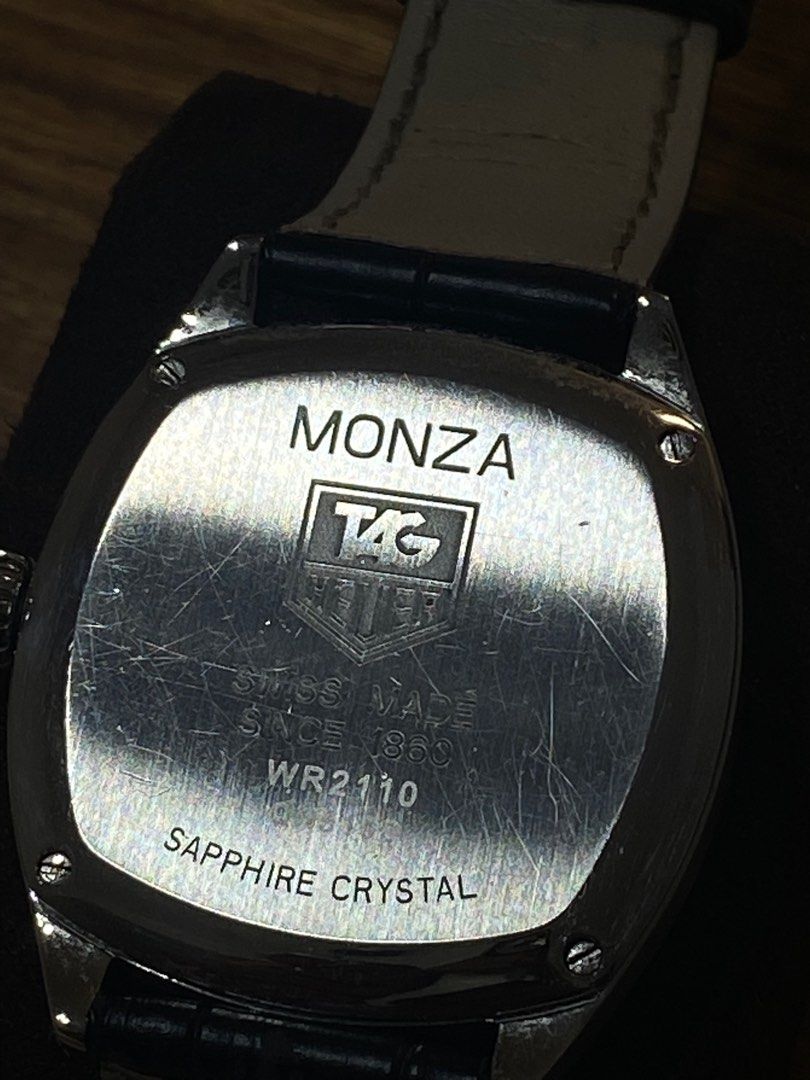 MONZA
TAG
HEUER
SWISS MADE
SINCE 1860
WR2110
SAPPHIRE CRYSTAL